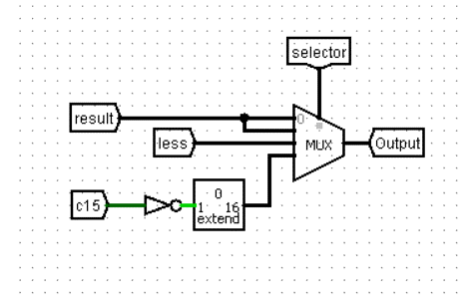 selector
result
0
less
MUX
Output
0
c15
1 16
extend